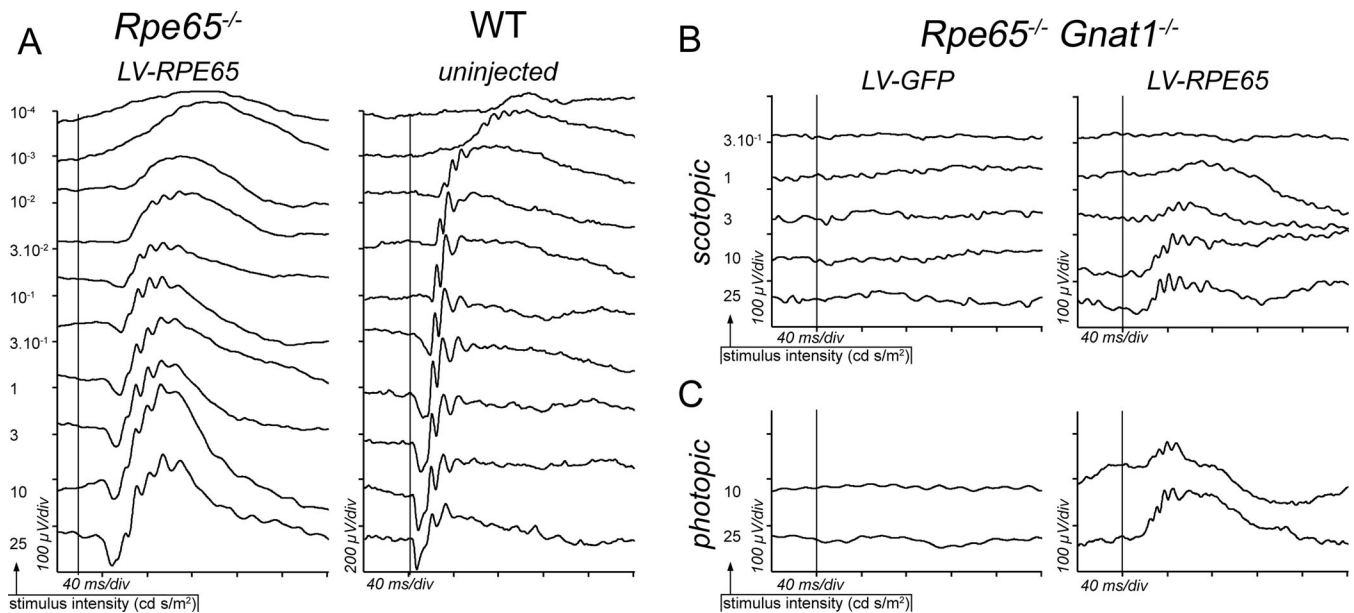 A
Rpe65-/-
WT
LV-RPE65
uninjected
10-4
10-3
10-2
3.10-2
10-1
3.10-1
1
3
10
25
100 µV/div
200 µV/div
40 ms/div
40 ms/div
stimulus intensity (cd s/m²)
B
Rpe65-/- Gnat1-/-
LV-GFP
LV-RPE65
scotopic
3.10-1
1
3
10
25
100 µV/div
100 µV/div
40 ms/div
40 ms/div
stimulus intensity (cd s/m²)
C
photopic
10
25
100 µV/div
100 µV/div
40 ms/div
40 ms/div
stimulus intensity (cd s/m²)